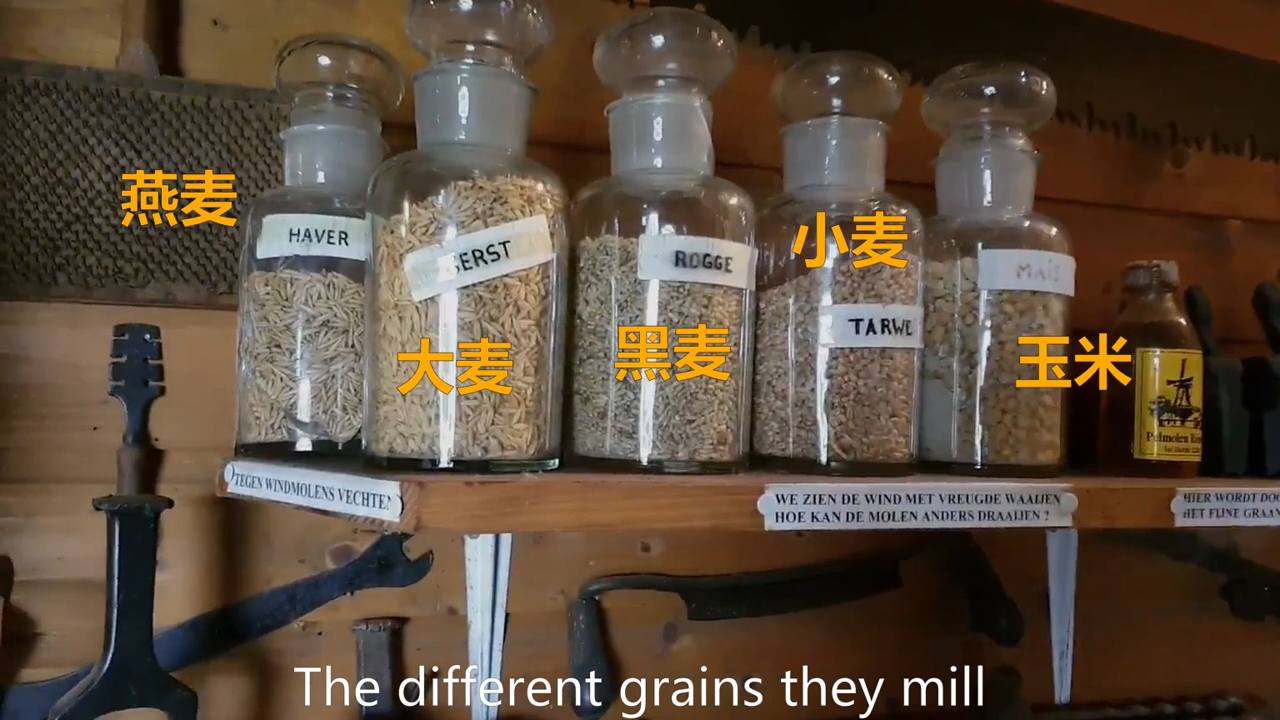 燕麦
HAVER
GERST
大麦
ROGGE
黑麦
小麦
TARWE
MAIS
玉米
TEGEN WINDMOLENS VECHTEN
WE ZIEN DE WIND MET VREUGDE WAAIJEN
HOE KAN DE MOLEN ANDERS DRAAIJEN ?
HIER WORDT
HET FIJNE GRAAN
The different grains they mill